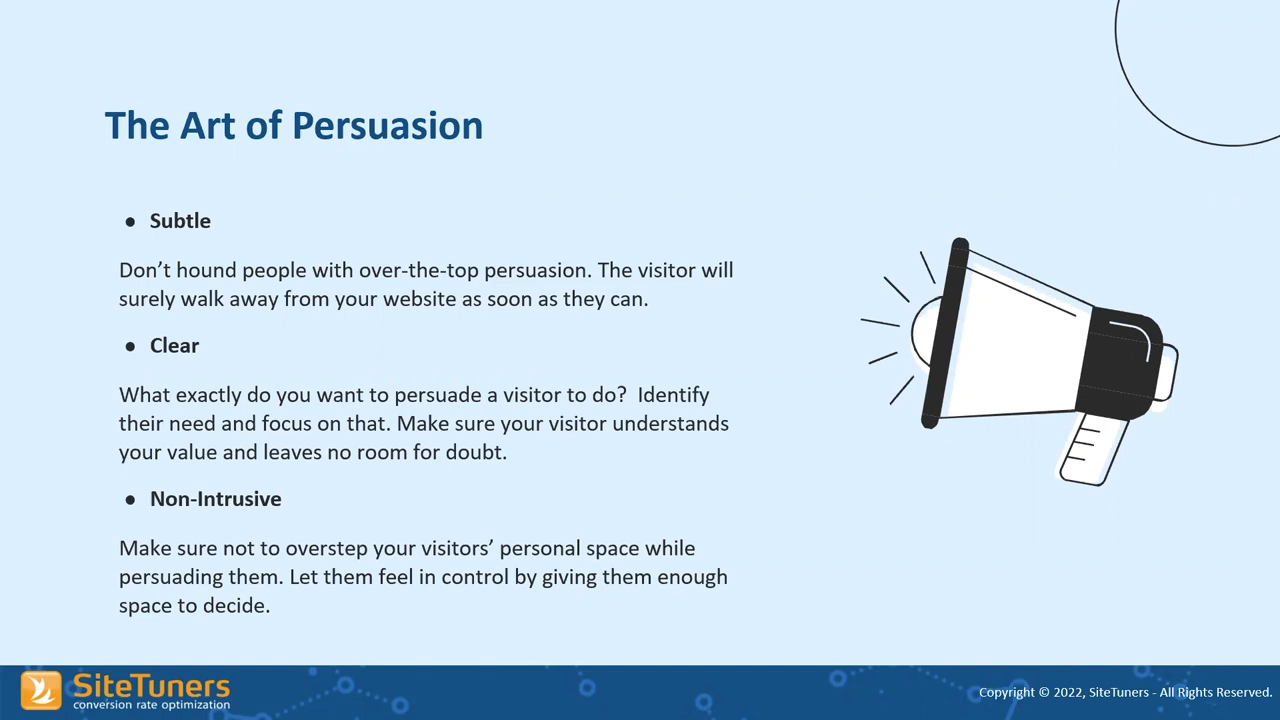 The Art of Persuasion
● Subtle
Don’t hound people with over-the-top persuasion. The visitor will
surely walk away from your website as soon as they can.
● Clear
What exactly do you want to persuade a visitor to do?  Identify
their need and focus on that. Make sure your visitor understands
your value and leaves no room for doubt.
● Non-Intrusive
Make sure not to overstep your visitors’ personal space while
persuading them. Let them feel in control by giving them enough
space to decide.
SiteTuners
conversion rate optimization
Copyright © 2022, SiteTuners - All Rights Reserved.